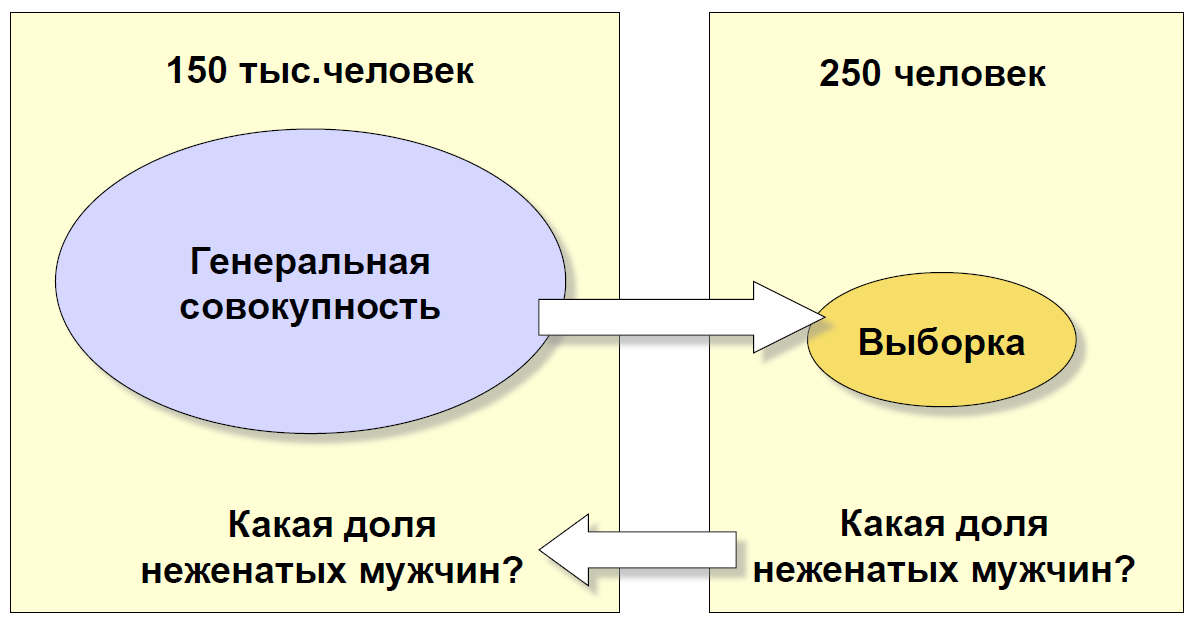 150 тыс.человек
Генеральная
совокупность
Какая доля
неженатых мужчин?
250 человек
Выборка
Какая доля
неженатых мужчин?